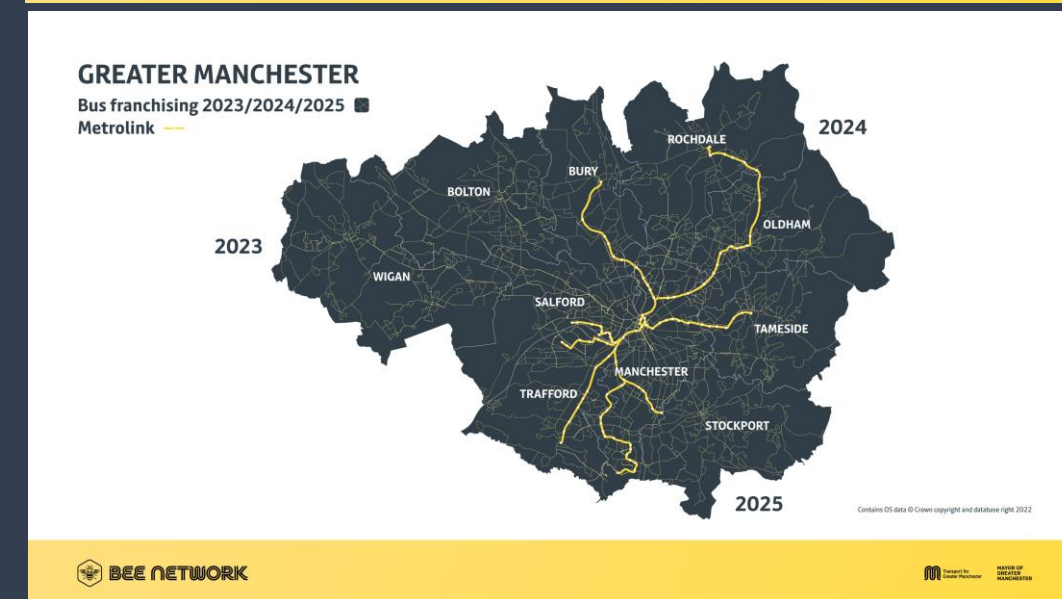 GREATER MANCHESTER
Bus franchising 2023/2024/2025
Metrolink
2024
ROCHDALE
BURY
BOLTON
OLDHAM
2023
WIGAN
SALFORD
TAMESIDE
MANCHESTER
TRAFFORD
STOCKPORT
2025
Contains OS data © Crown copyright and database right 2022
BEE NETWORK
Transport for
Greater Manchester
MAYOR OF
GREATER
MANCHESTER